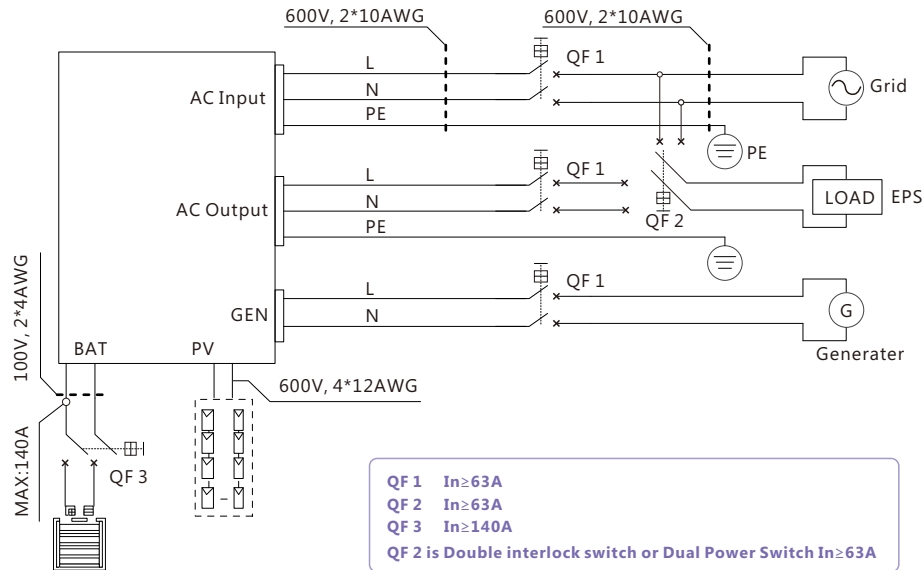 600V, 2*10AWG
600V, 2*10AWG
L
QF 1
AC Input
N
Grid
PE
PE
L
QF 1
AC Output
N
LOAD
EPS
QF 2
PE
L
QF 1
GEN
N
G
Generater
BAT
PV
100V, 2*4AWG
600V, 4*12AWG
MAX:140A
QF 3
QF 1 In≥63A
QF 2 In≥63A
QF 3 In≥140A
QF 2 is Double interlock switch or Dual Power Switch In≥63A